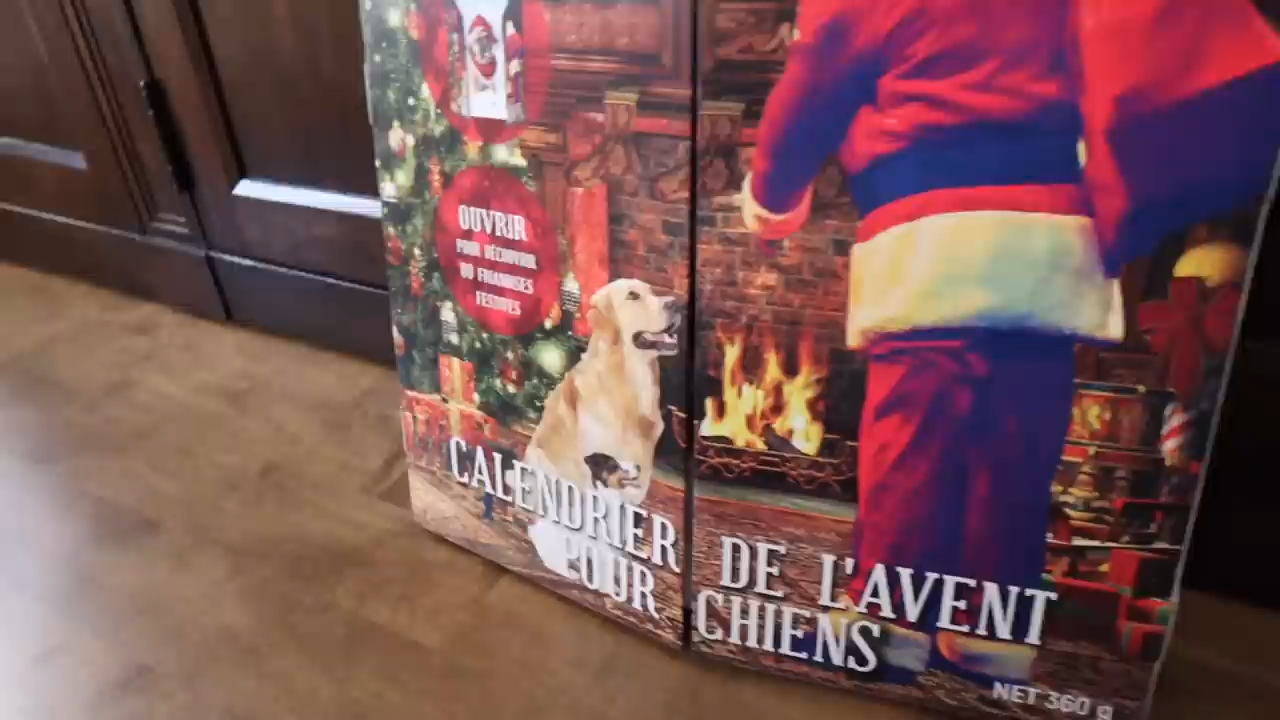 OUVRIR
POUR DÉCOUVRIR
DU FRIANDISES
FESTIVES
CALENDRIER DE L'AVENT
POUR CHIENS
NET 360 g